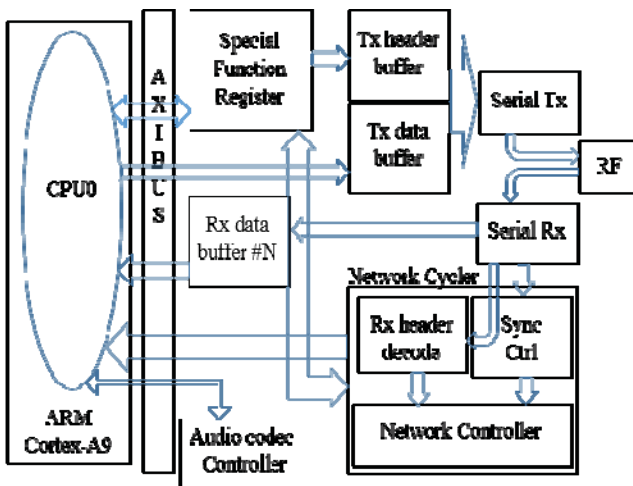 Special
Function
Register
Tx header
buffer
Tx data
buffer
Serial Tx
RF
A
X
I
B
U
S
CPU0
Rx data
buffer #N
Serial Rx
Network Cycler
Rx header
decoda
Sync
Ctrl
Network Controller
ARM
Cortex-A9
Audio codec
Controller